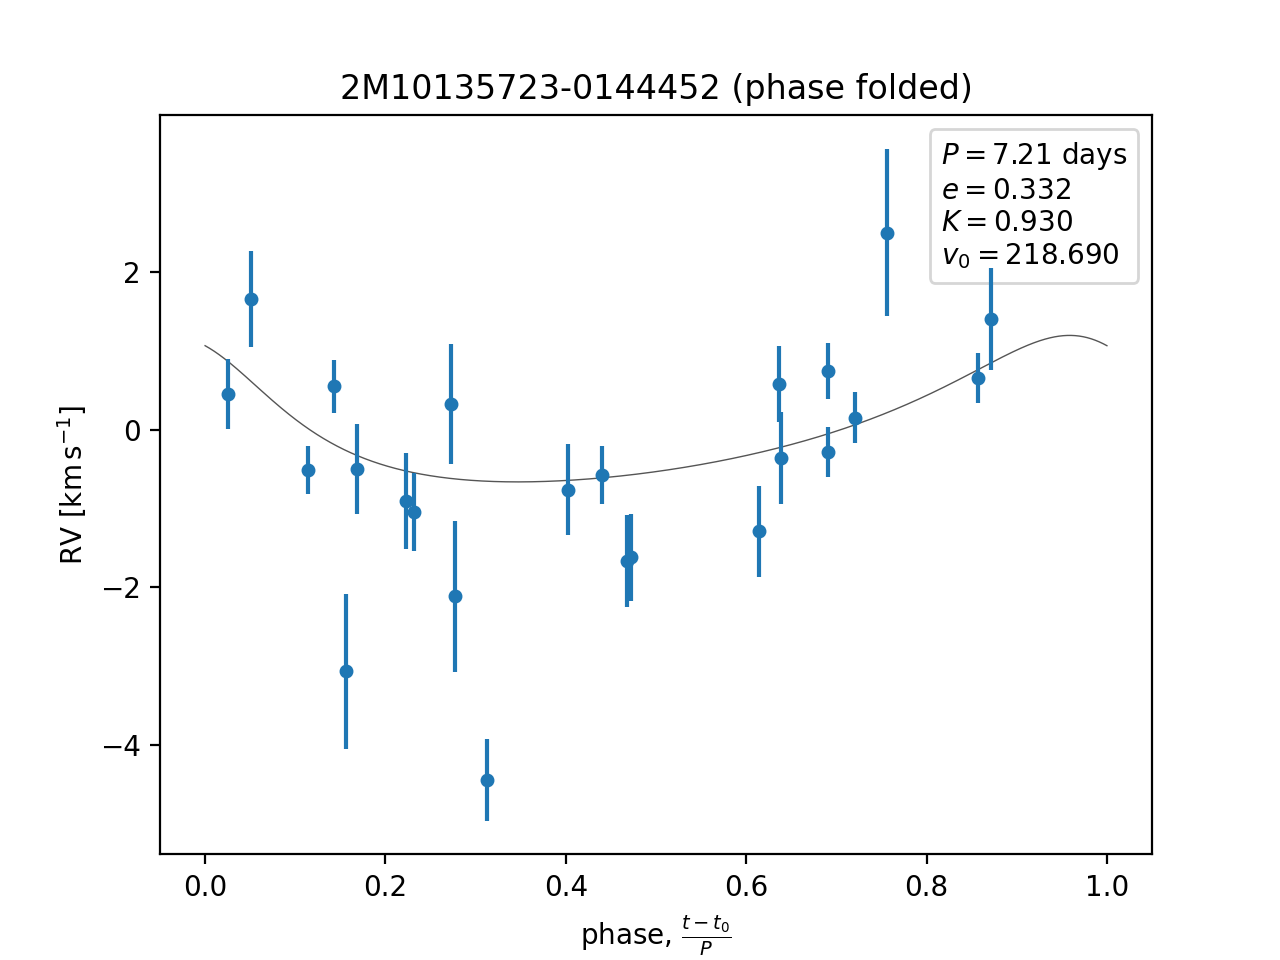 2M10135723-0144452 (phase folded)
P = 7.21 days
e = 0.332
K = 0.930
v₀ = 218.690
RV [km s⁻¹]
2
0
−2
−4
0.0 0.2 0.4 0.6 0.8 1.0
phase, (t − t₀)/P